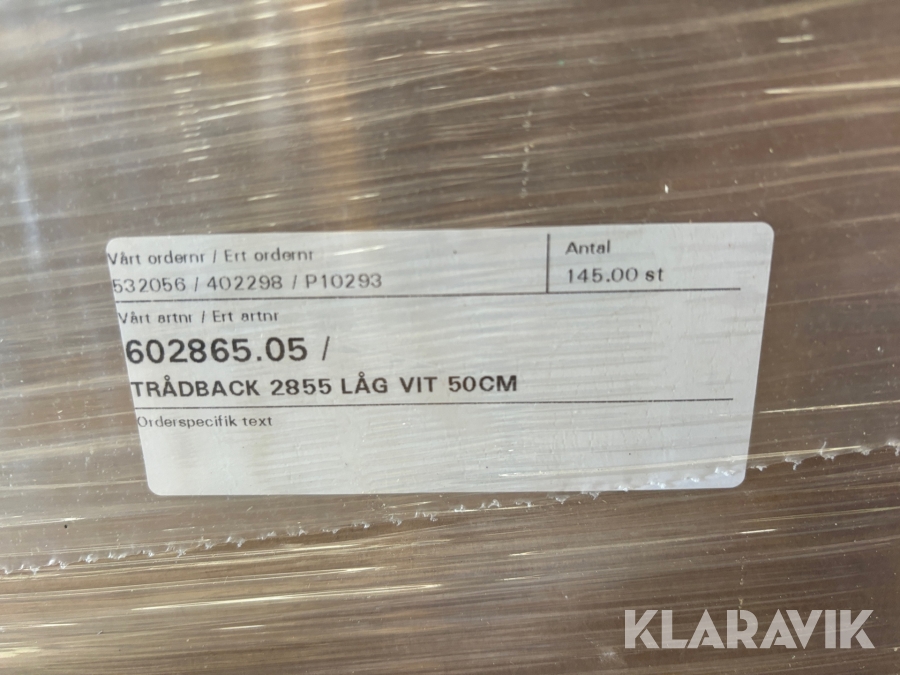 Vårt ordernr / Ert ordernr
532056 / 402298 / P10293
Antal
145.00 st
Vårt artnr / Ert artnr
602865.05 /
TRÅDBACK 2855 LÅG VIT 50CM
Orderspecifik text
KLARAVIK